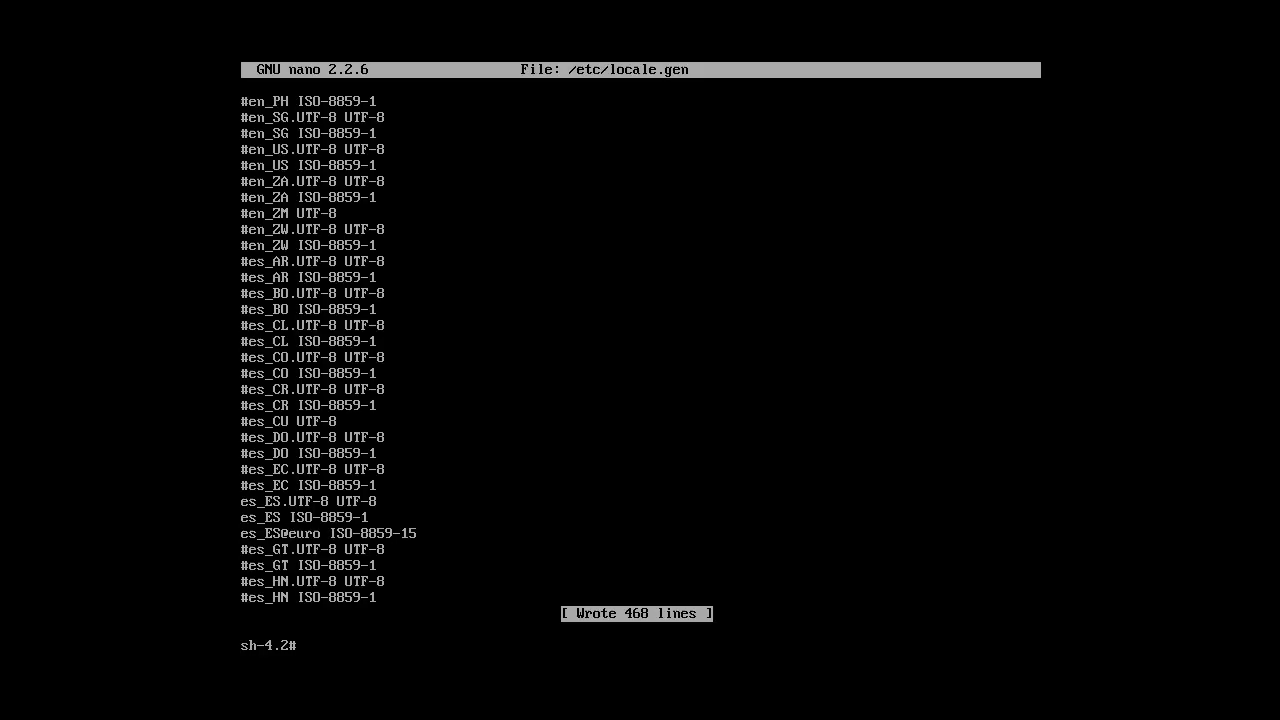 GNU nano 2.2.6 File: /etc/locale.gen
#en_PH ISO-8859-1
#en_SG.UTF-8 UTF-8
#en_SG ISO-8859-1
#en_US.UTF-8 UTF-8
#en_US ISO-8859-1
#en_ZA.UTF-8 UTF-8
#en_ZA ISO-8859-1
#en_ZM UTF-8
#en_ZW.UTF-8 UTF-8
#en_ZW ISO-8859-1
#es_AR.UTF-8 UTF-8
#es_AR ISO-8859-1
#es_BO.UTF-8 UTF-8
#es_BO ISO-8859-1
#es_CL.UTF-8 UTF-8
#es_CL ISO-8859-1
#es_CO.UTF-8 UTF-8
#es_CO ISO-8859-1
#es_CR.UTF-8 UTF-8
#es_CR ISO-8859-1
#es_CU UTF-8
#es_DO.UTF-8 UTF-8
#es_DO ISO-8859-1
#es_EC.UTF-8 UTF-8
#es_EC ISO-8859-1
es_ES.UTF-8 UTF-8
es_ES ISO-8859-1
es_ES@euro ISO-8859-15
#es_GT.UTF-8 UTF-8
#es_GT ISO-8859-1
#es_HN.UTF-8 UTF-8
#es_HN ISO-8859-1
[ Wrote 468 lines ]
sh-4.2#